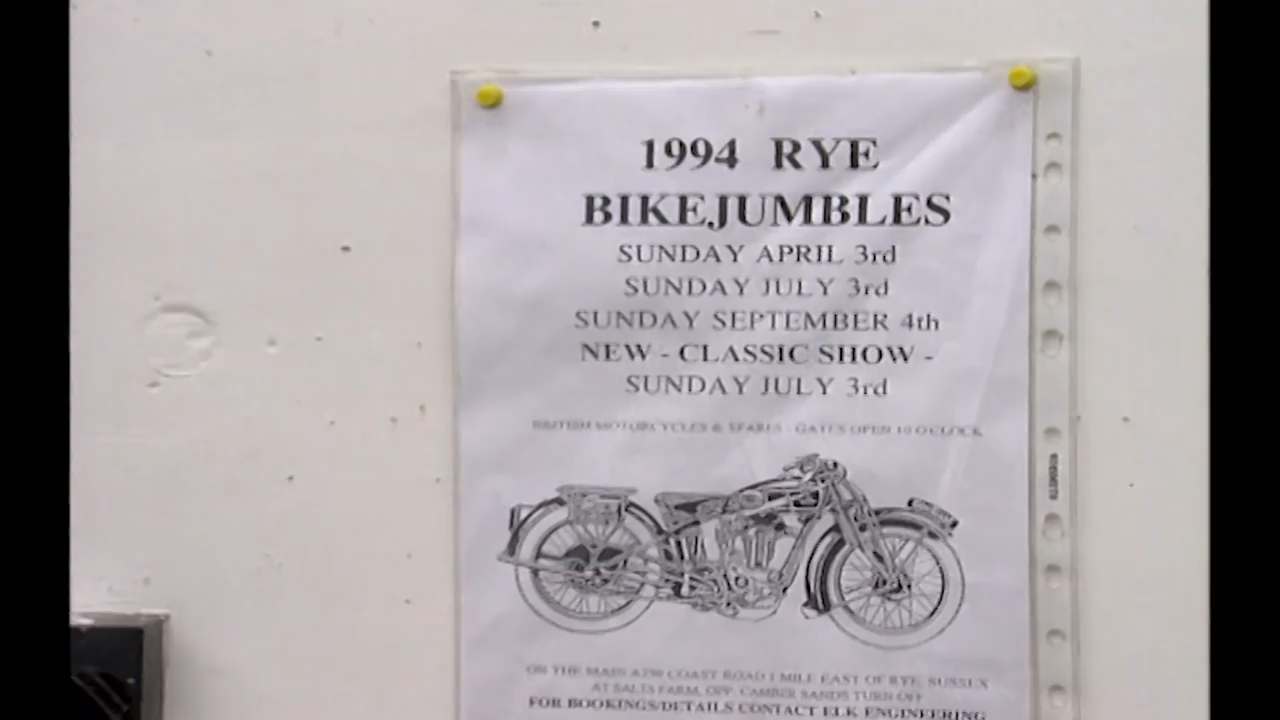 1994 RYE
BIKEJUMBLES
SUNDAY APRIL 3rd
SUNDAY JULY 3rd
SUNDAY SEPTEMBER 4th
NEW - CLASSIC SHOW -
SUNDAY JULY 3rd
BRITISH MOTORCYCLES & SPARES - GATES OPEN 10 O'CLOCK
ON THE MAIN A259 COAST ROAD 1 MILE EAST OF RYE, SUSSEX
AT SALTS FARM, OPP. CAMBER SANDS TURN OFF
FOR BOOKINGS/DETAILS CONTACT ELK ENGINEERING